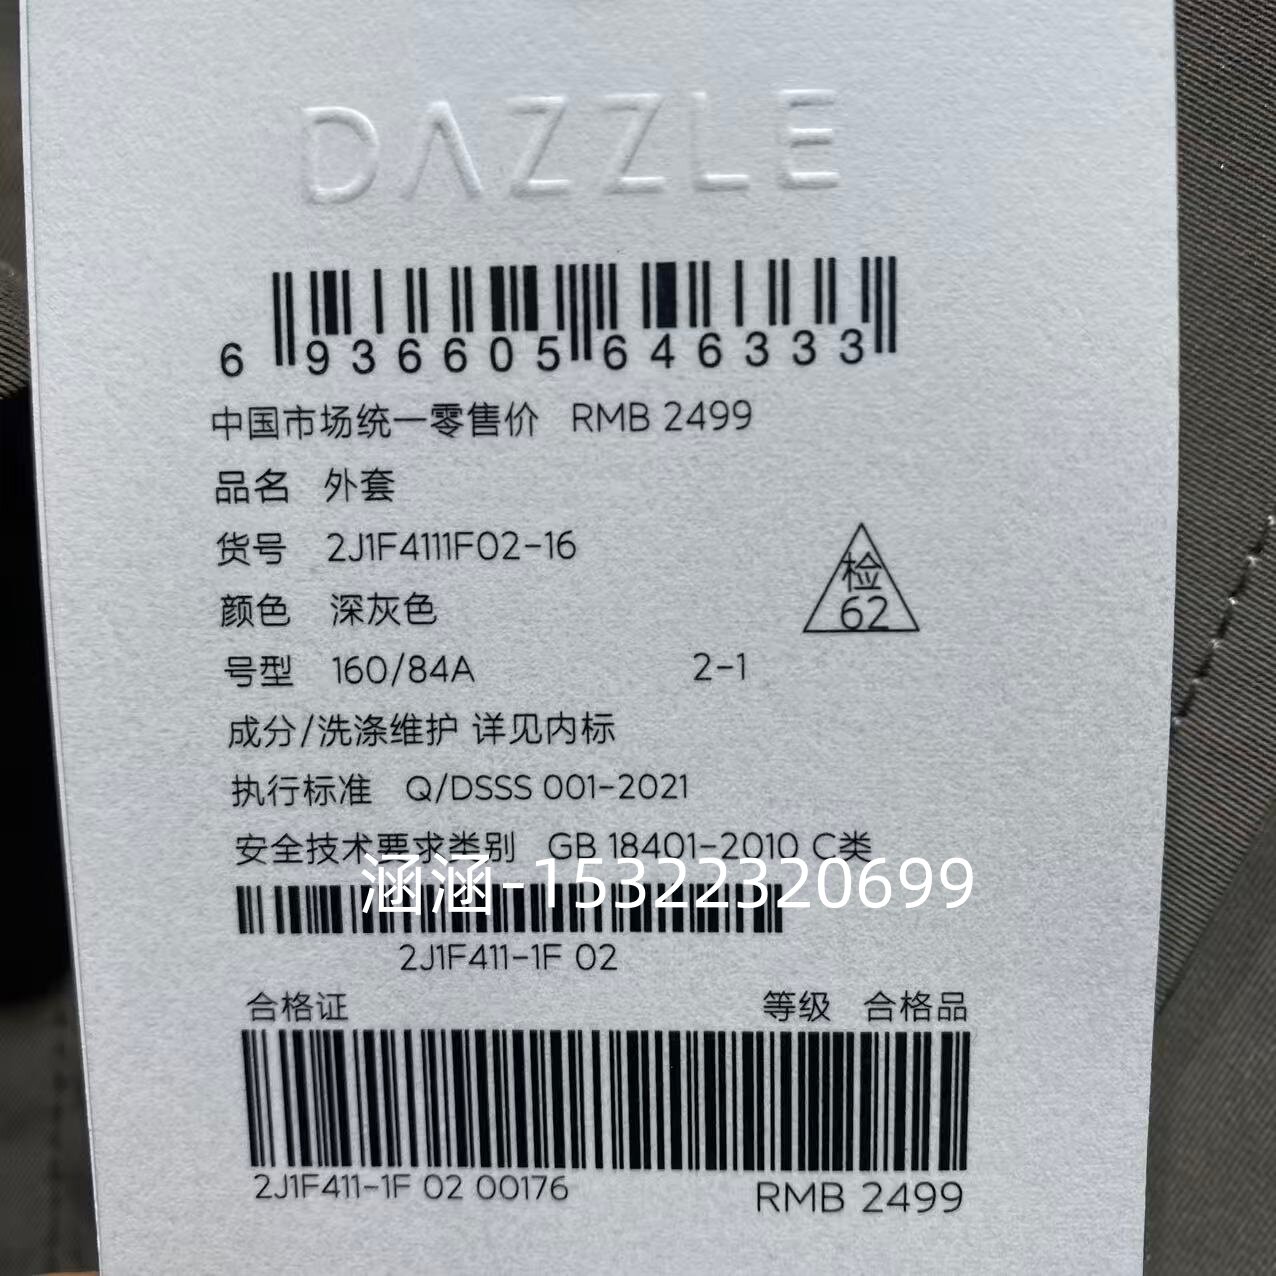 DAZZLE
6 936605 646333
中国市场统一零售价 RMB 2499
品名 外套
货号 2J1F4111F02-16
检
62
颜色 深灰色
号型 160/84A 2-1
成分/洗涤维护 详见内标
执行标准 Q/DSSS 001-2021
安全技术要求类别 GB 18401-2010 C类
涵涵-15322320699
2J1F411-1F 02
合格证 等级 合格品
2J1F411-1F 02 00176 RMB 2499